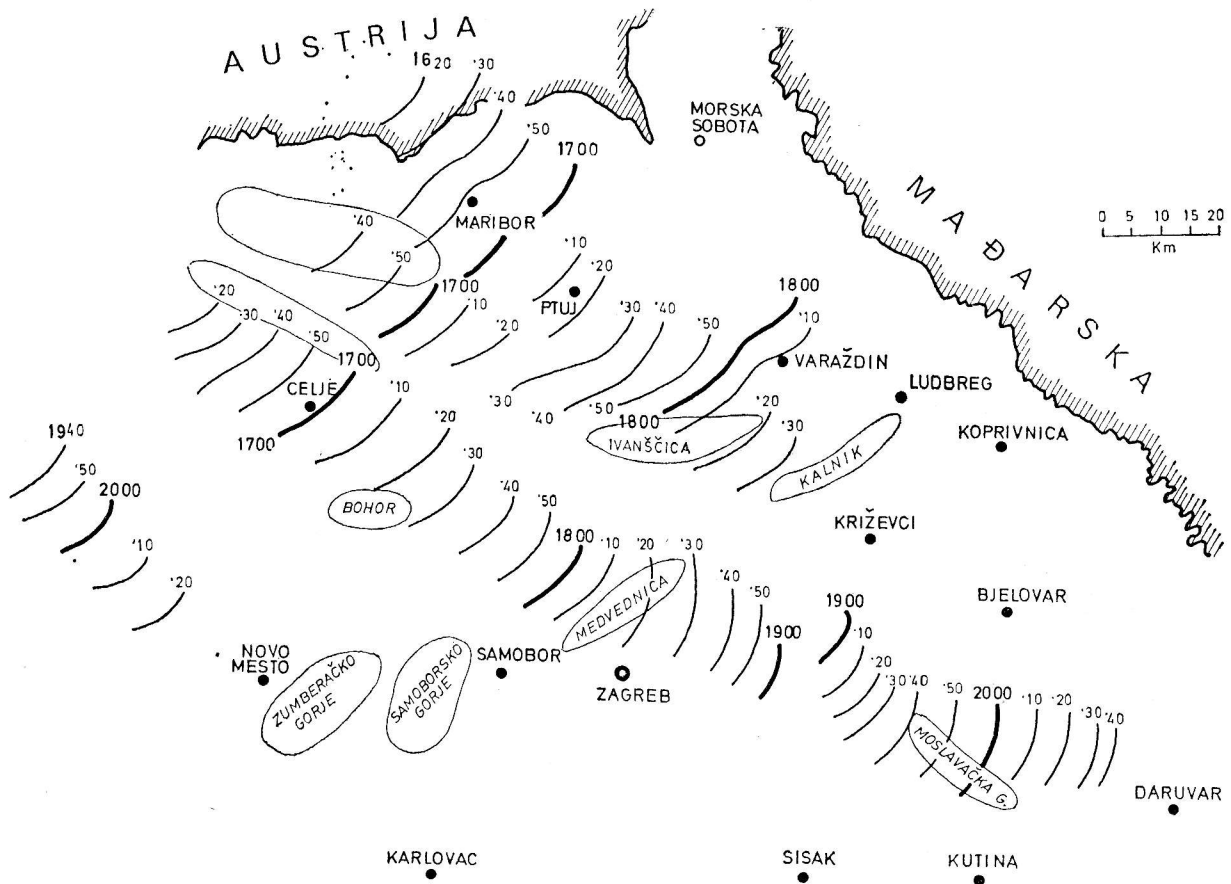 AUSTRIJA
1620
'30
'40
'50
1700
MORSKA
SOBOTA
MAĐARSKA
0 5 10 15 20
Km
MARIBOR
'40
'50
1700
'10
'20
PTUJ
'10
'20
'20
'30
'40
'50
1700
CELJE
1700
'10
'20
'30
'30
'40
'50
1800
'10
VARAŽDIN
LUDBREG
KOPRIVNICA
'30
'40
'50
1800
IVANŠČICA
'20
'30
KALNIK
KRIŽEVCI
BJELOVAR
1940
'50
2000
'10
'20
BOHOR
'40
'50
1800
'10
'20
'30
'40
'50
1900
MEDVEDNICA
1900
'10
'20
'30
'40
'50
2000
'10
'20
'30
'40
MOSLAVAČKA G.
NOVO
MESTO
ZUMBERAČKO
GORJE
SAMOBORSKO
GORJE
SAMOBOR
ZAGREB
DARUVAR
KARLOVAC
SISAK
KUTINA